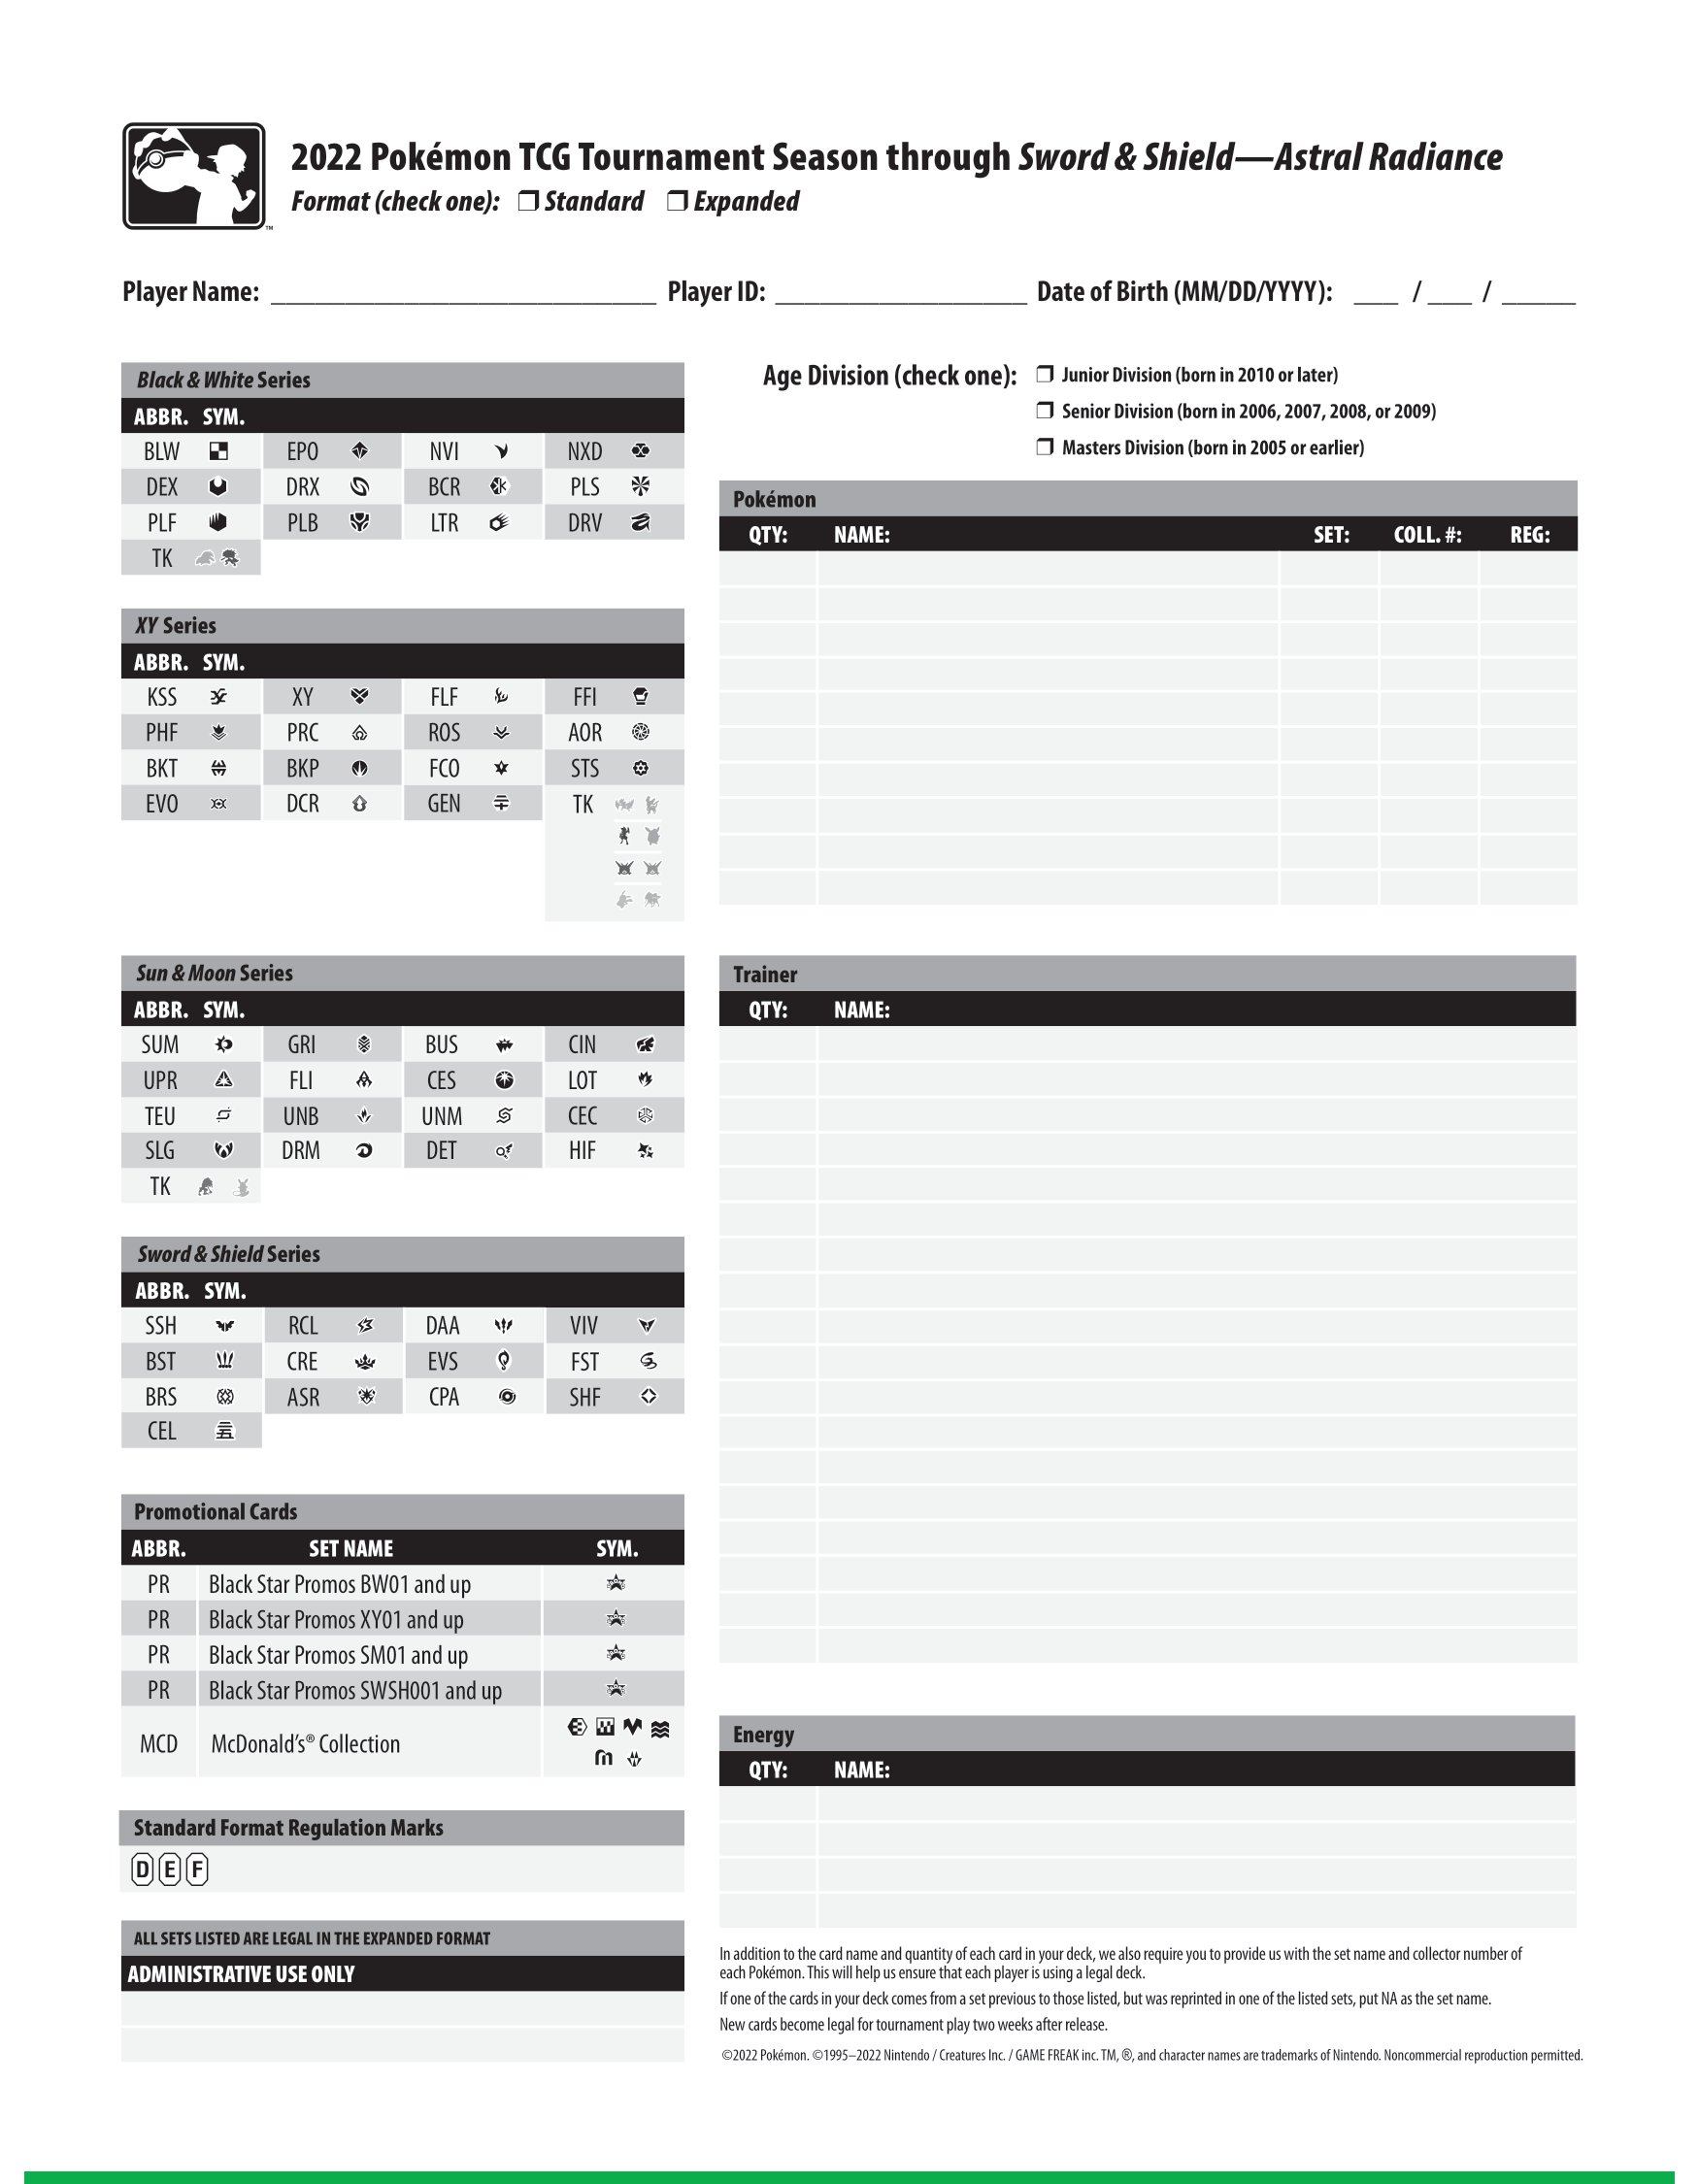 2022 Pokémon TCG Tournament Season through Sword & Shield—Astral Radiance
Format (check one): ❒ Standard ❒ Expanded
TM
Player Name: __________________________ Player ID: _________________ Date of Birth (MM/DD/YYYY): ___ / ___ / _____
Age Division (check one): ❒ Junior Division (born in 2010 or later)
❒ Senior Division (born in 2006, 2007, 2008, or 2009)
❒ Masters Division (born in 2005 or earlier)
Black & White Series
ABBR. SYM.
BLW EPO NVI NXD
DEX DRX BCR PLS
PLF PLB LTR DRV
TK
XY Series
ABBR. SYM.
KSS XY FLF FFI
PHF PRC ROS AOR
BKT BKP FCO STS
EVO DCR GEN TK
Sun & Moon Series
ABBR. SYM.
SUM GRI BUS CIN
UPR FLI CES LOT
TEU UNB UNM CEC
SLG DRM DET HIF
TK
Sword & Shield Series
ABBR. SYM.
SSH RCL DAA VIV
BST CRE EVS FST
BRS ASR CPA SHF
CEL
Promotional Cards
ABBR. SET NAME SYM.
PR Black Star Promos BW01 and up
PR Black Star Promos XY01 and up
PR Black Star Promos SM01 and up
PR Black Star Promos SWSH001 and up
MCD McDonald's® Collection
Standard Format Regulation Marks
D E F
ALL SETS LISTED ARE LEGAL IN THE EXPANDED FORMAT
ADMINISTRATIVE USE ONLY
Pokémon
QTY: NAME: SET: COLL. #: REG:
Trainer
QTY: NAME:
Energy
QTY: NAME:
In addition to the card name and quantity of each card in your deck, we also require you to provide us with the set name and collector number of
each Pokémon. This will help us ensure that each player is using a legal deck.
If one of the cards in your deck comes from a set previous to those listed, but was reprinted in one of the listed sets, put NA as the set name.
New cards become legal for tournament play two weeks after release.
©2022 Pokémon. ©1995–2022 Nintendo / Creatures Inc. / GAME FREAK inc. TM, ®, and character names are trademarks of Nintendo. Noncommercial reproduction permitted.